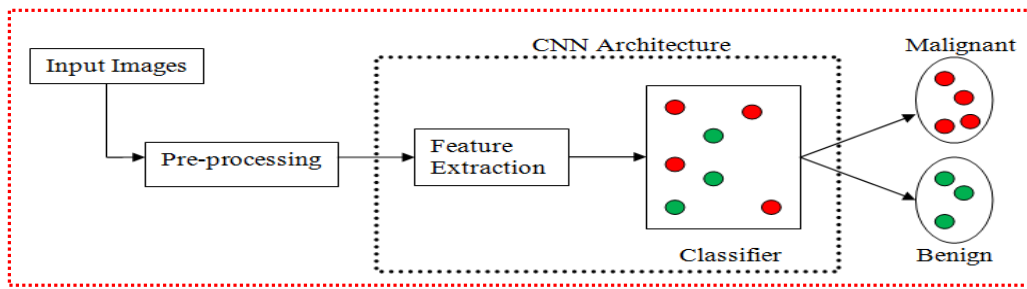 Input Images
Pre-processing
CNN Architecture
Feature
Extraction
Classifier
Malignant
Benign